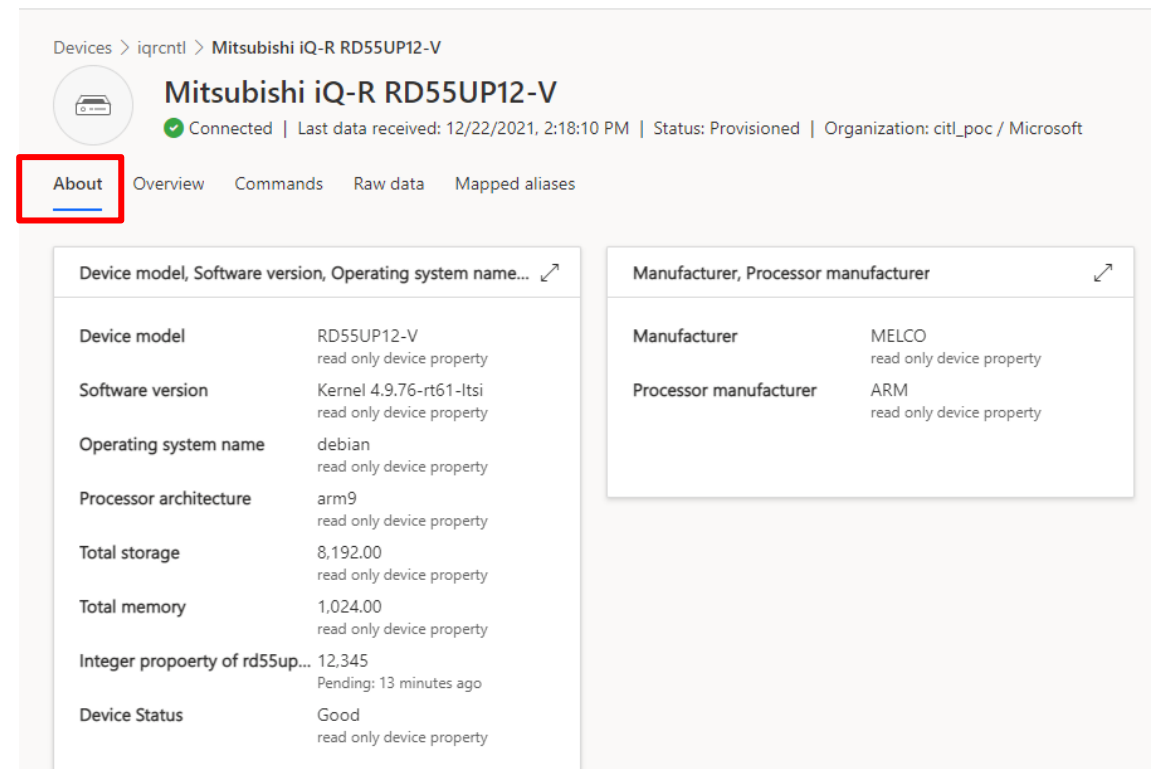 Devices > iqrcntl > Mitsubishi iQ-R RD55UP12-V
Mitsubishi iQ-R RD55UP12-V
Connected | Last data received: 12/22/2021, 2:18:10 PM | Status: Provisioned | Organization: citl_poc / Microsoft
About Overview Commands Raw data Mapped aliases
Device model, Software version, Operating system name...
Device model RD55UP12-V
read only device property
Software version Kernel 4.9.76-rt61-ltsi
read only device property
Operating system name debian
read only device property
Processor architecture arm9
read only device property
Total storage 8,192.00
read only device property
Total memory 1,024.00
read only device property
Integer propoerty of rd55up... 12,345
Pending: 13 minutes ago
Device Status Good
read only device property
Manufacturer, Processor manufacturer
Manufacturer MELCO
read only device property
Processor manufacturer ARM
read only device property